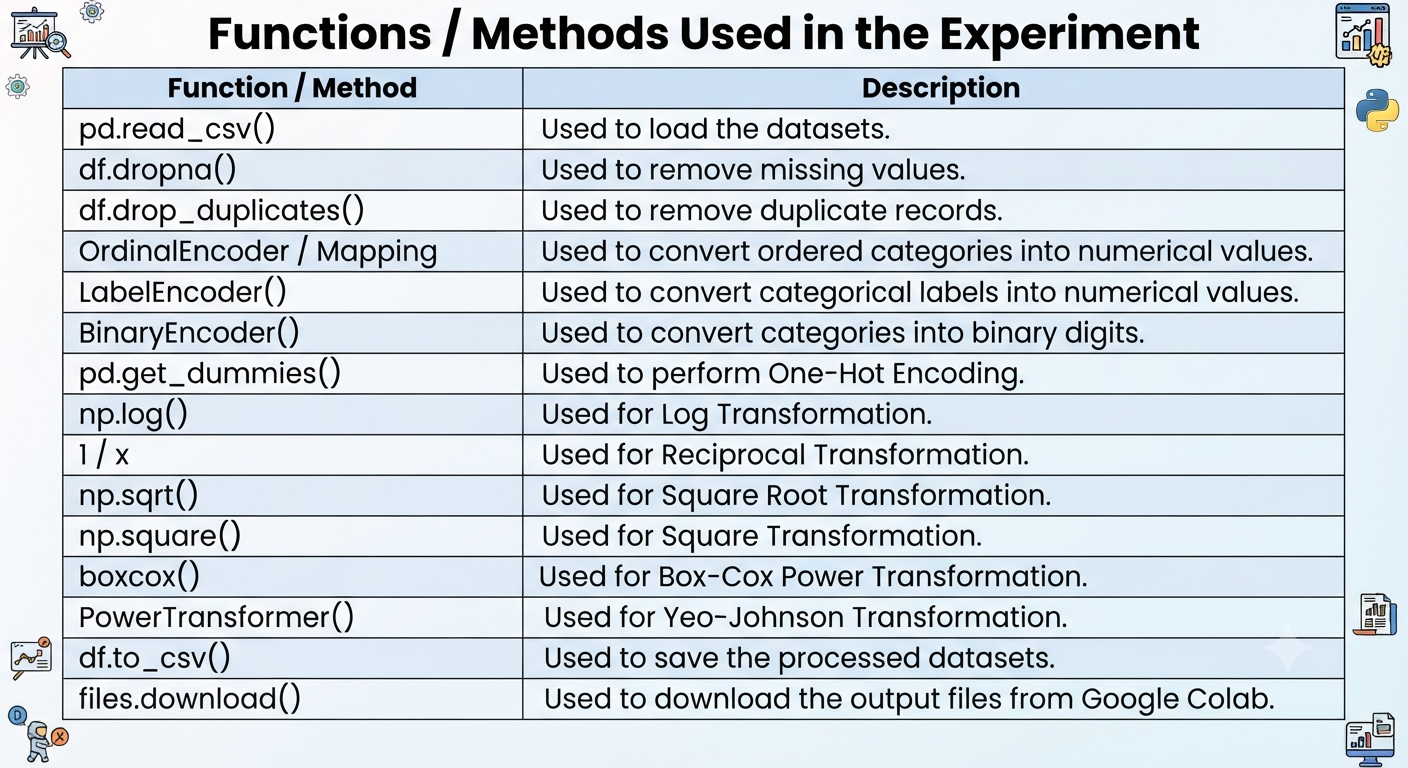 Functions / Methods Used in the Experiment
Function / Method Description
pd.read_csv() Used to load the datasets.
df.dropna() Used to remove missing values.
df.drop_duplicates() Used to remove duplicate records.
OrdinalEncoder / Mapping Used to convert ordered categories into numerical values.
LabelEncoder() Used to convert categorical labels into numerical values.
BinaryEncoder() Used to convert categories into binary digits.
pd.get_dummies() Used to perform One-Hot Encoding.
np.log() Used for Log Transformation.
1 / x Used for Reciprocal Transformation.
np.sqrt() Used for Square Root Transformation.
np.square() Used for Square Transformation.
boxcox() Used for Box-Cox Power Transformation.
PowerTransformer() Used for Yeo-Johnson Transformation.
df.to_csv() Used to save the processed datasets.
files.download() Used to download the output files from Google Colab.
D
X